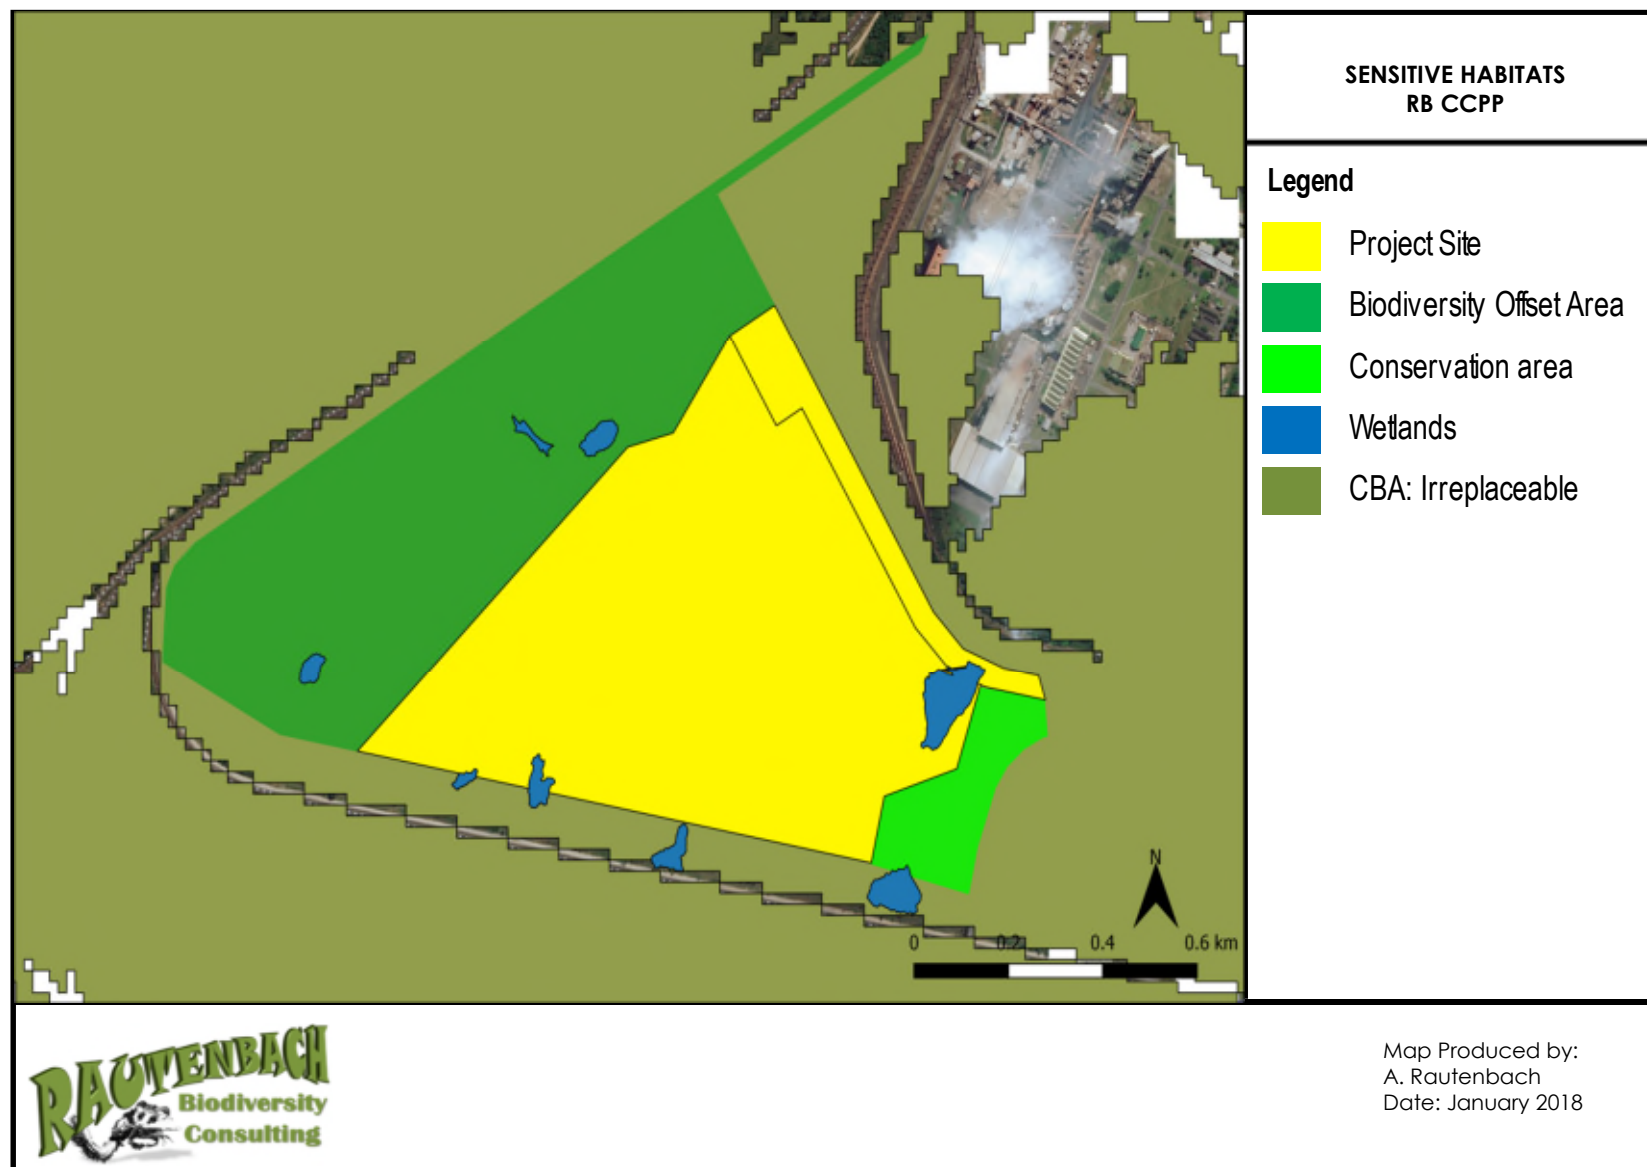 SENSITIVE HABITATS
RB CCPP
Legend
Project Site
Biodiversity Offset Area
Conservation area
Wetlands
CBA: Irreplaceable
N
0 0.2 0.4 0.6 km
RAUTENBACH
Biodiversity
Consulting
Map Produced by:
A. Rautenbach
Date: January 2018